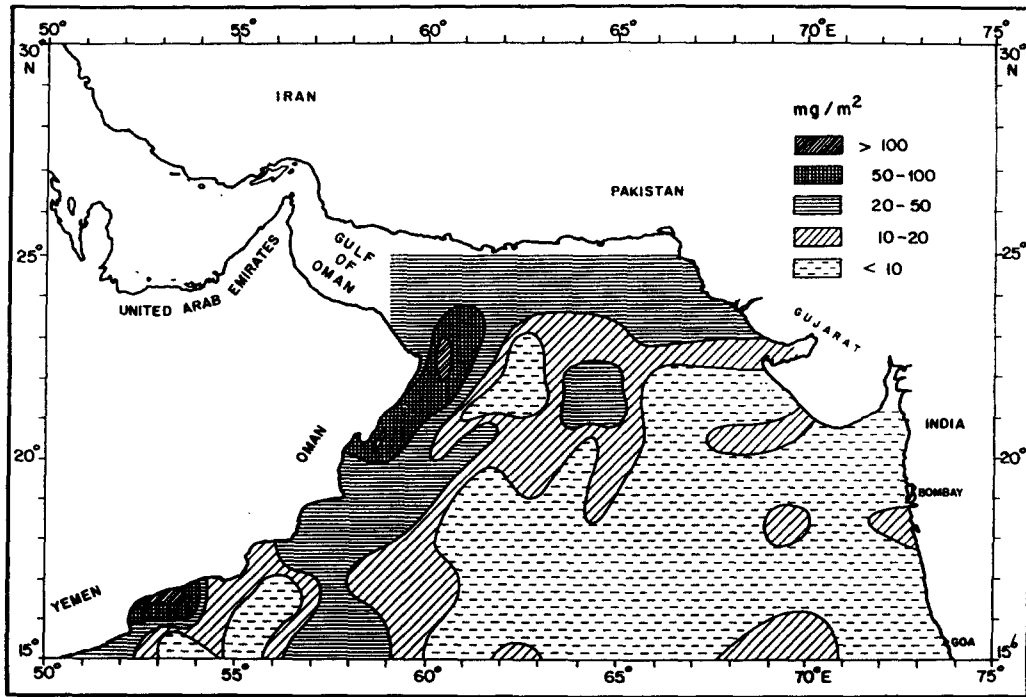 50° 55° 60° 65° 70°E 75°
30° N
30° N
IRAN
mg/m²
> 100
50-100
20-50
10-20
< 10
PAKISTAN
GULF OF OMAN
25°
25°
UNITED ARAB EMIRATES
GUJARAT
OMAN
INDIA
20°
20°
BOMBAY
YEMEN
GOA
15°
50° 55° 60° 65° 70°E 75°